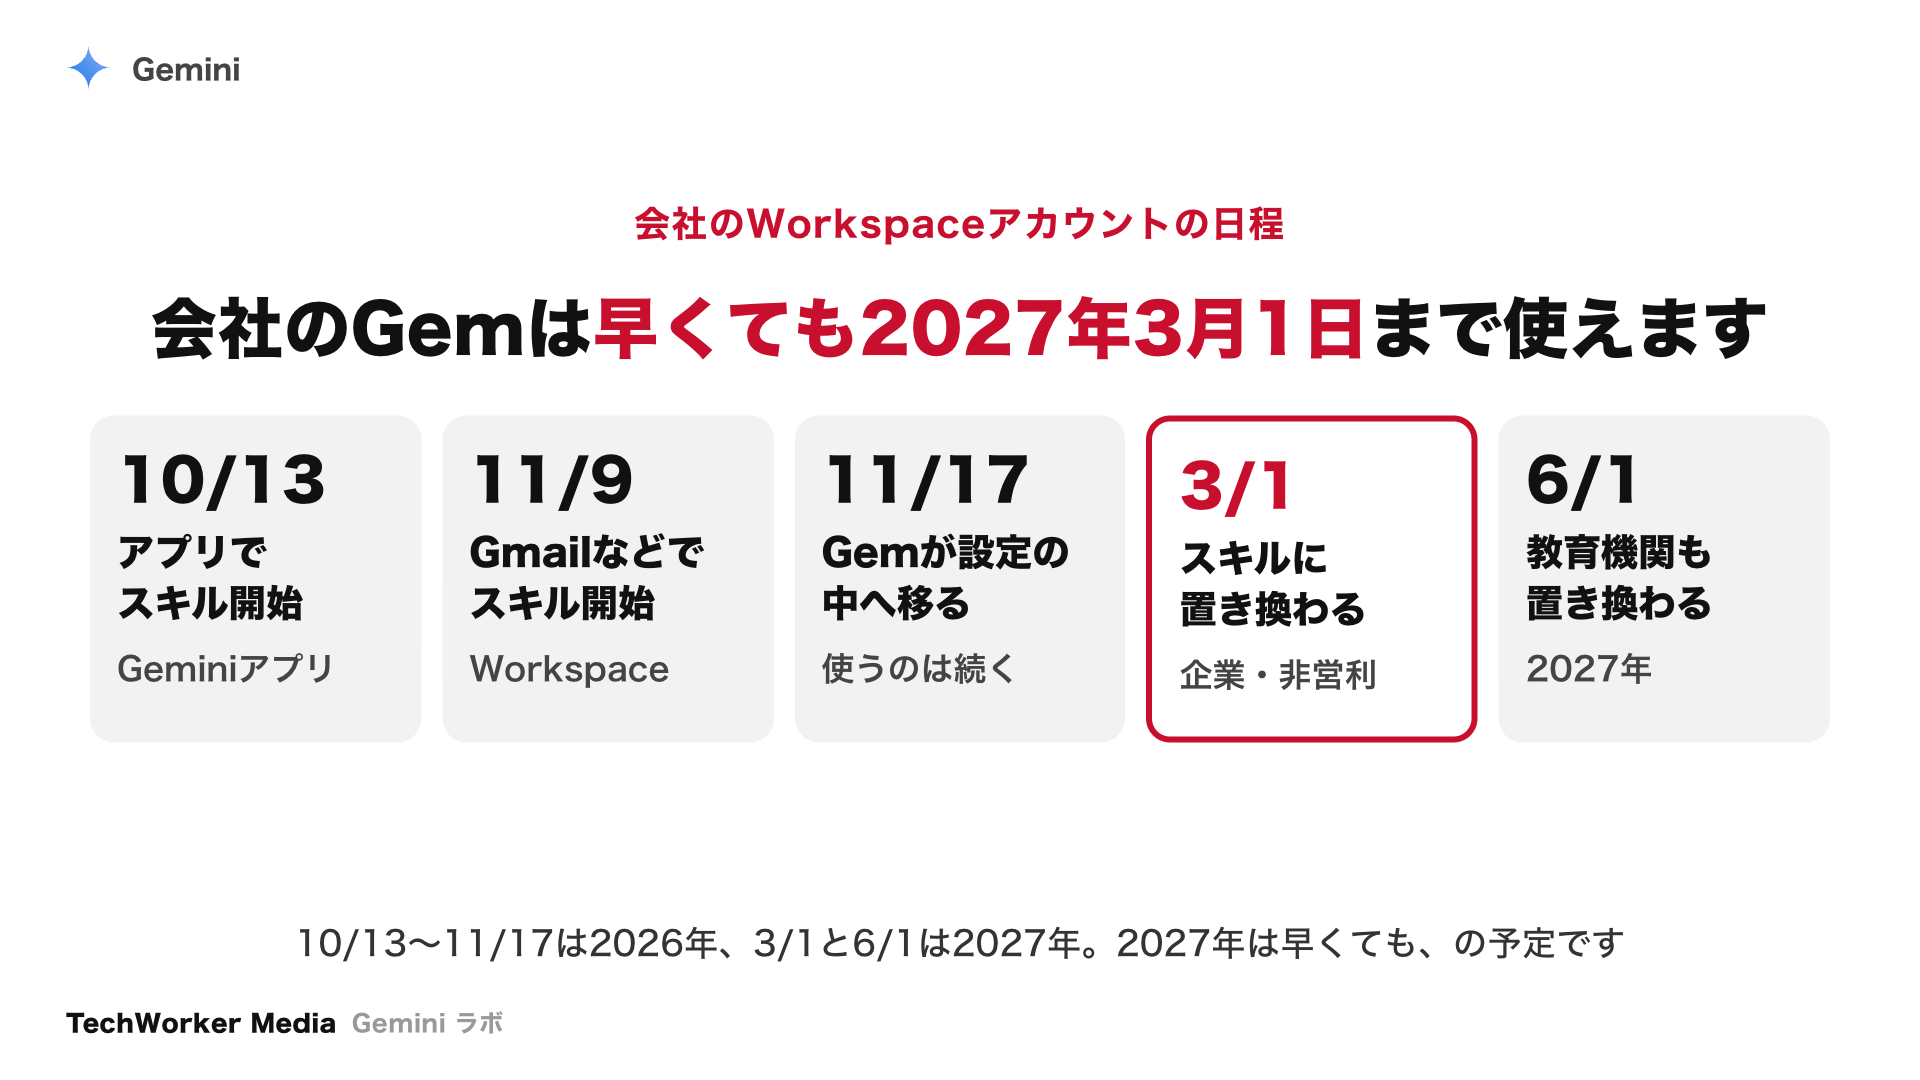 Gemini
会社のWorkspaceアカウントの日程
会社のGemは早くても2027年3月1日まで使えます
10/13
アプリで
スキル開始
Geminiアプリ
11/9
Gmailなどで
スキル開始
Workspace
11/17
Gemが設定の
中へ移る
使うのは続く
3/1
スキルに
置き換わる
企業・非営利
6/1
教育機関も
置き換わる
2027年
10/13〜11/17は2026年、3/1と6/1は2027年。2027年は早くても、の予定です
TechWorker Media Gemini ラボ